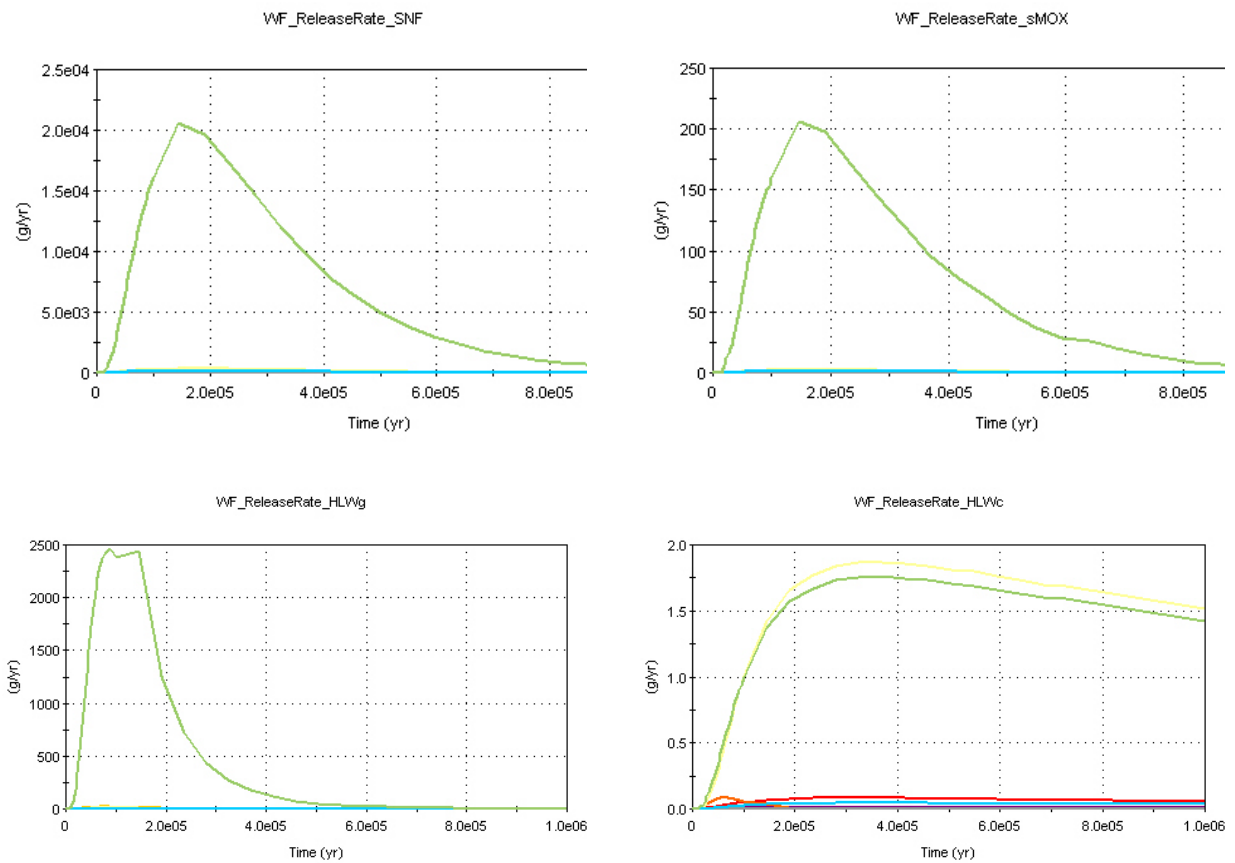 WF_ReleaseRate_SNF
2.5e04
2.0e04
1.5e04
1.0e04
5.0e03
0
(g/yr)
0 2.0e05 4.0e05 6.0e05 8.0e05
Time (yr)
WF_ReleaseRate_sMOX
250
200
150
100
50
0
(g/yr)
0 2.0e05 4.0e05 6.0e05 8.0e05
Time (yr)
WF_ReleaseRate_HLWg
2500
2000
1500
1000
500
0
(g/yr)
0 2.0e05 4.0e05 6.0e05 8.0e05 1.0e06
Time (yr)
WF_ReleaseRate_HLWc
2.0
1.5
1.0
0.5
0.0
(g/yr)
0 2.0e05 4.0e05 6.0e05 8.0e05 1.0e06
Time (yr)